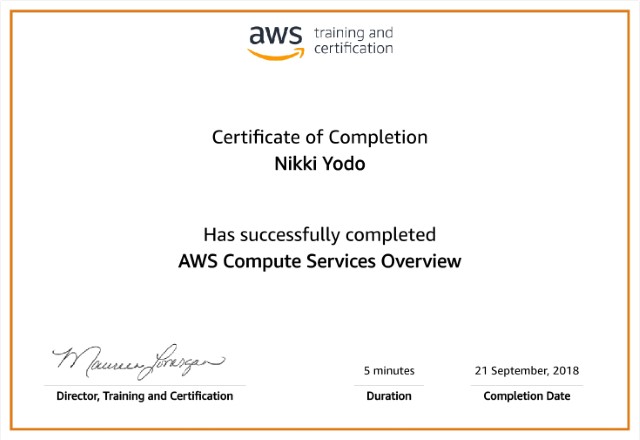 aws training and
certification
Certificate of Completion
Nikki Yodo
Has successfully completed
AWS Compute Services Overview
Maureen Lonergan
5 minutes
21 September, 2018
Director, Training and Certification
Duration
Completion Date